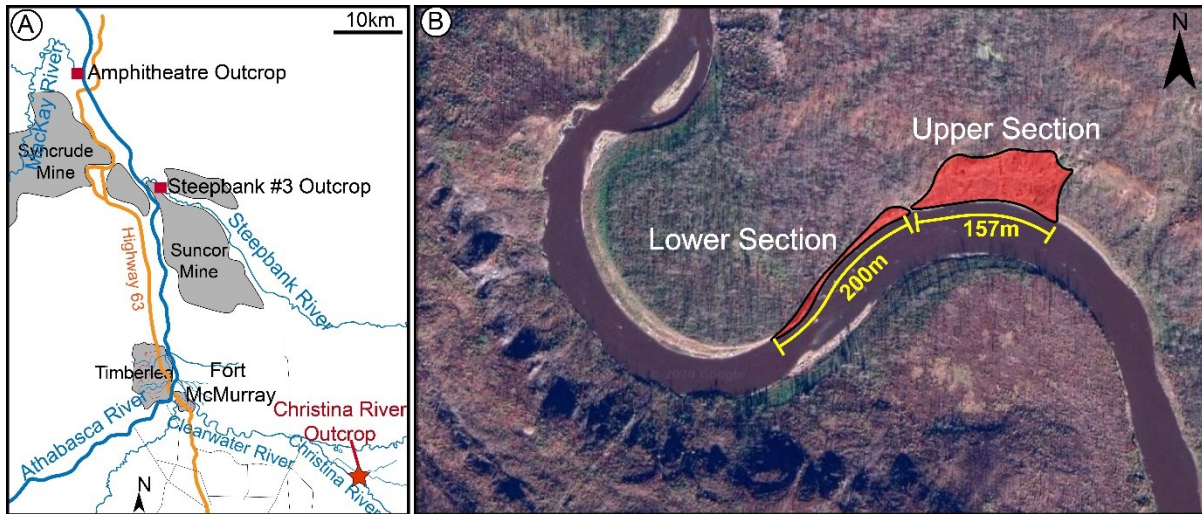 A
10km
Amphitheatre Outcrop
MacKay River
Syncrude
Mine
Steepbank #3 Outcrop
Steepbank River
Suncor
Mine
Highway 63
Timberlea
Fort
McMurray
Athabasca River
Clearwater River
Christina River
Outcrop
Christina River
N
B
N
Upper Section
157m
Lower Section
200m
2020 Google